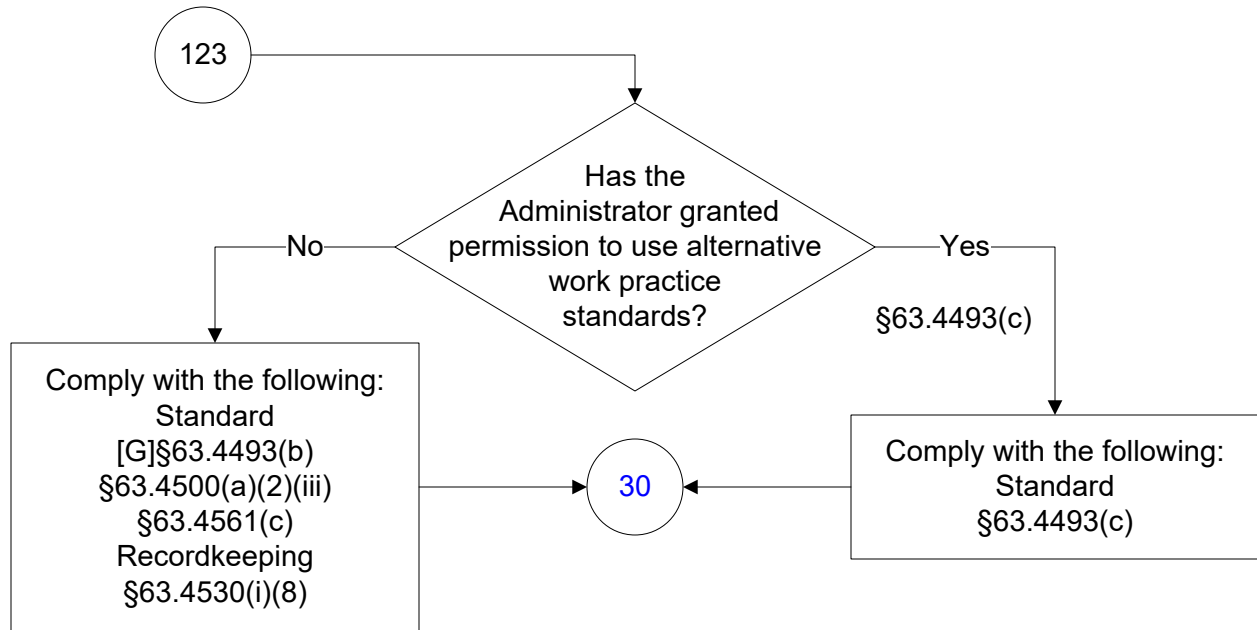 123
Has the
Administrator granted
permission to use alternative
work practice
standards?
No
Yes
§63.4493(c)
Comply with the following:
Standard
[G]§63.4493(b)
§63.4500(a)(2)(iii)
§63.4561(c)
Recordkeeping
§63.4530(i)(8)
30
Comply with the following:
Standard
§63.4493(c)